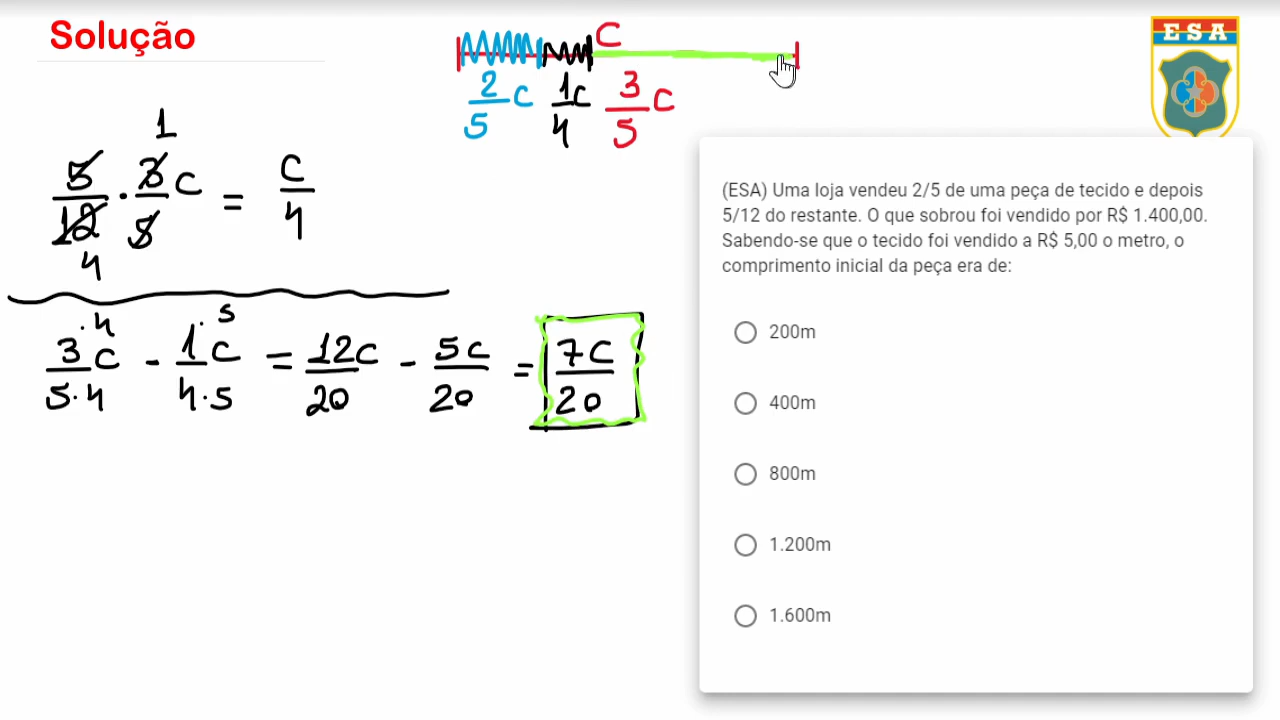 Solução
C
2/5 C 1/4 C 3/5 C
ESA
1
5/12 · 3/5 C = C/4
4
3C/5·4 - 1C/4·5 = 12C/20 - 5C/20 = 7C/20
·4 ·5
(ESA) Uma loja vendeu 2/5 de uma peça de tecido e depois
5/12 do restante. O que sobrou foi vendido por R$ 1.400,00.
Sabendo-se que o tecido foi vendido a R$ 5,00 o metro, o
comprimento inicial da peça era de:
200m
400m
800m
1.200m
1.600m